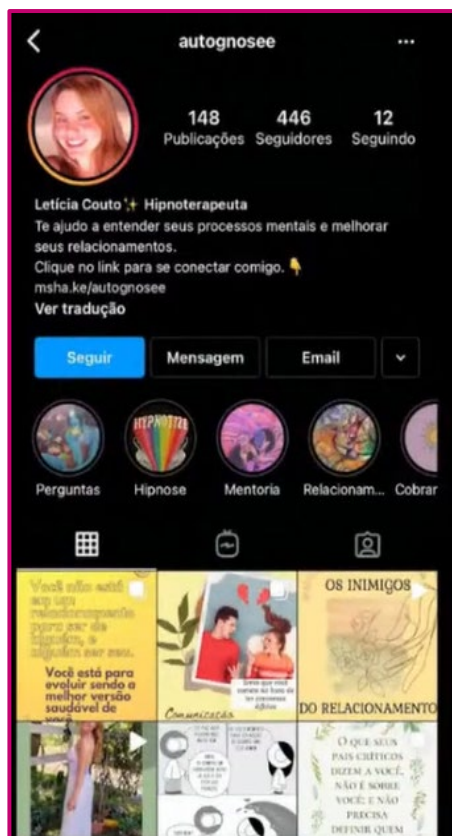 autognosee
148
446
12
Publicações
Seguidores
Seguindo
Letícia Couto✨ Hipnoterapeuta
Te ajudo a entender seus processos mentais e melhorar
seus relacionamentos.
Clique no link para se conectar comigo. 👇
msha.ke/autognosee
Ver tradução
Seguir
Mensagem
Email
HYPNOTIZE
Perguntas
Hipnose
Mentoria
Relacionam...
Cobrar
Você não está
em um
relacionamento
para ser de
alguém, e
alguém ser seu.
Você está para
evoluir sendo a
melhor versão
saudável de
você
Comunicação
OS INIMIGOS
DO RELACIONAMENTO
O QUE SEUS
PAIS CRÍTICOS
DIZEM A VOCÊ,
NÃO É SOBRE
VOCÊ; E NÃO
PRECISA
DEFINIR QUEM